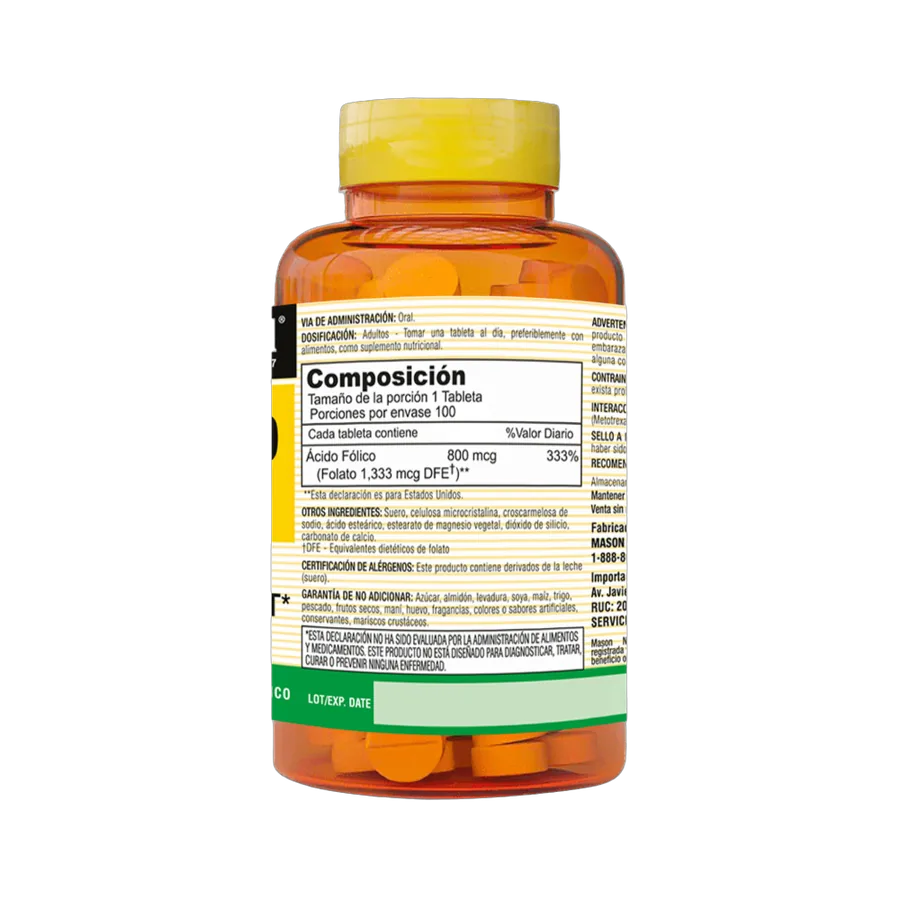 ®
VIA DE ADMINISTRACIÓN: Oral.
DOSIFICACIÓN: Adultos - Tomar una tableta al día, preferiblemente con
alimentos, como suplemento nutricional.
Composición
Tamaño de la porción 1 Tableta
Porciones por envase 100
Cada tableta contiene %Valor Diario
Ácido Fólico 800 mcg 333%
(Folato 1,333 mcg DFE†)**
**Esta declaración es para Estados Unidos.
OTROS INGREDIENTES: Suero, celulosa microcristalina, croscarmelosa de
sodio, ácido esteárico, estearato de magnesio vegetal, dióxido de silicio,
carbonato de calcio.
†DFE - Equivalentes dietéticos de folato
CERTIFICACIÓN DE ALÉRGENOS: Este producto contiene derivados de la leche
(suero).
GARANTÍA DE NO ADICIONAR: Azúcar, almidón, levadura, soya, maíz, trigo,
pescado, frutos secos, maní, huevo, fragancias, colores o sabores artificiales,
conservantes, mariscos crustáceos.
*ESTA DECLARACIÓN NO HA SIDO EVALUADA POR LA ADMINISTRACIÓN DE ALIMENTOS
Y MEDICAMENTOS. ESTE PRODUCTO NO ESTÁ DISEÑADO PARA DIAGNOSTICAR, TRATAR,
CURAR O PREVENIR NINGUNA ENFERMEDAD.
T*
ICO
LOT/EXP. DATE
ADVERTEN
producto
embaraza
alguna co
CONTRAIN
exista pro
INTERACC
(Metotrexa
SELLO A
haber sido
RECOMEN
Almacenar
Mantener
Venta sin
Fabricad
MASON
1-888-8
Importa
Av. Javie
RUC: 20
SERVIC
Mason N
registrada
beneficio o